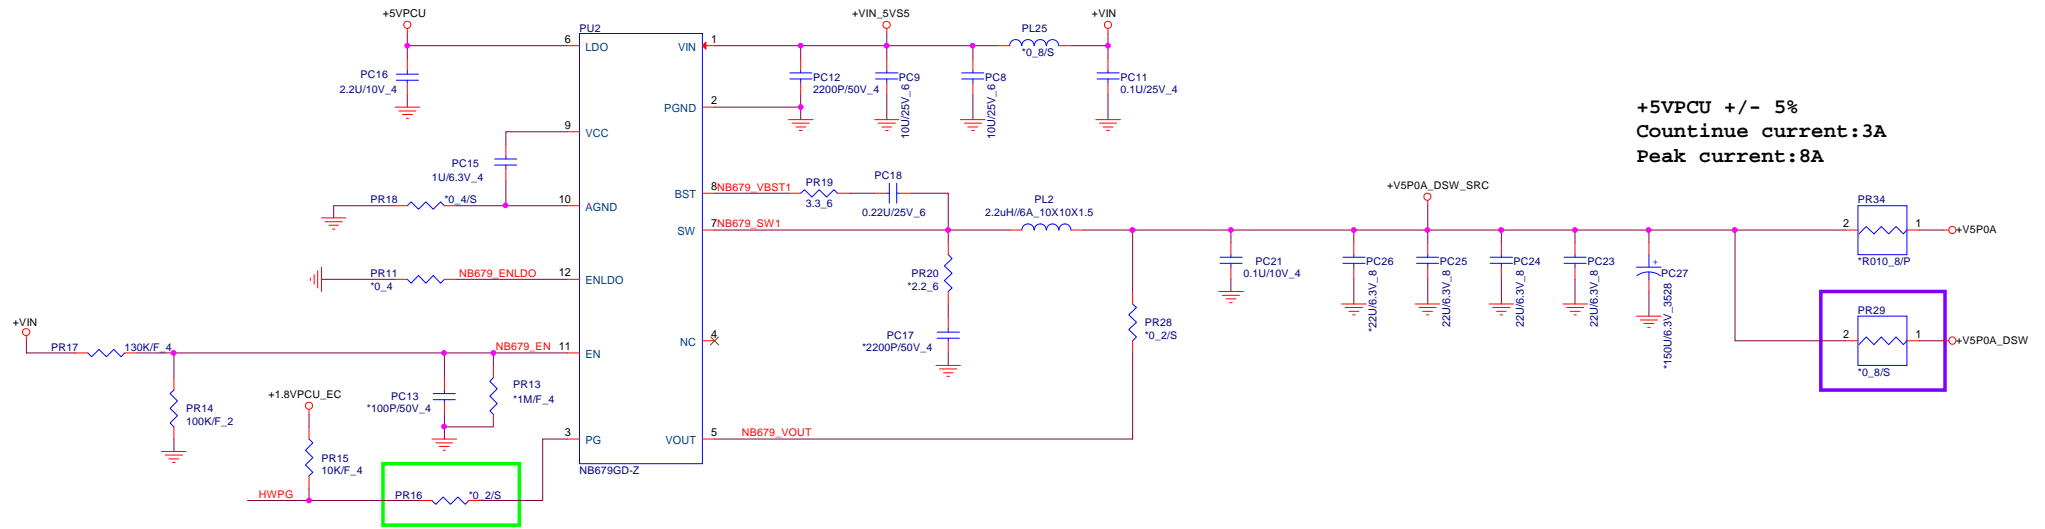 +5VPCU
+VIN_5VS5
+VIN
PU2
PL25
*0_8/S
6
LDO
VIN
1
PC16
2.2U/10V_4
PC12
2200P/50V_4
PC9
10U/25V_6
PC8
10U/25V_6
PC11
0.1U/25V_4
PGND
2
+5VPCU +/- 5%
Countinue current:3A
Peak current:8A
9
VCC
PC15
1U/6.3V_4
PR18
*0_4/S
10
AGND
BST
8
NB679_VBST1
PR19
3.3_6
PC18
0.22U/25V_6
+V5P0A_DSW_SRC
SW
7
NB679_SW1
PL2
2.2uH//6A_10X10X1.5
PR34
2
1
+V5P0A
*R010_8/P
PR11
*0_4
NB679_ENLDO
12
ENLDO
PR20
*2.2_6
PC21
0.1U/10V_4
PC26
*22U/6.3V_8
PC25
22U/6.3V_8
PC24
22U/6.3V_8
PC23
22U/6.3V_8
+
PC27
*150U/6.3V_3528
+VIN
PR17
130K/F_4
NB679_EN
11
EN
NC
4
PC17
*2200P/50V_4
PR28
*0_2/S
PR29
2
1
+V5P0A_DSW
*0_8/S
PR14
100K/F_2
+1.8VPCU_EC
PC13
*100P/50V_4
PR13
*1M/F_4
3
PG
VOUT
5
NB679_VOUT
PR15
10K/F_4
NB679GD-Z
HWPG
PR16
*0_2/S